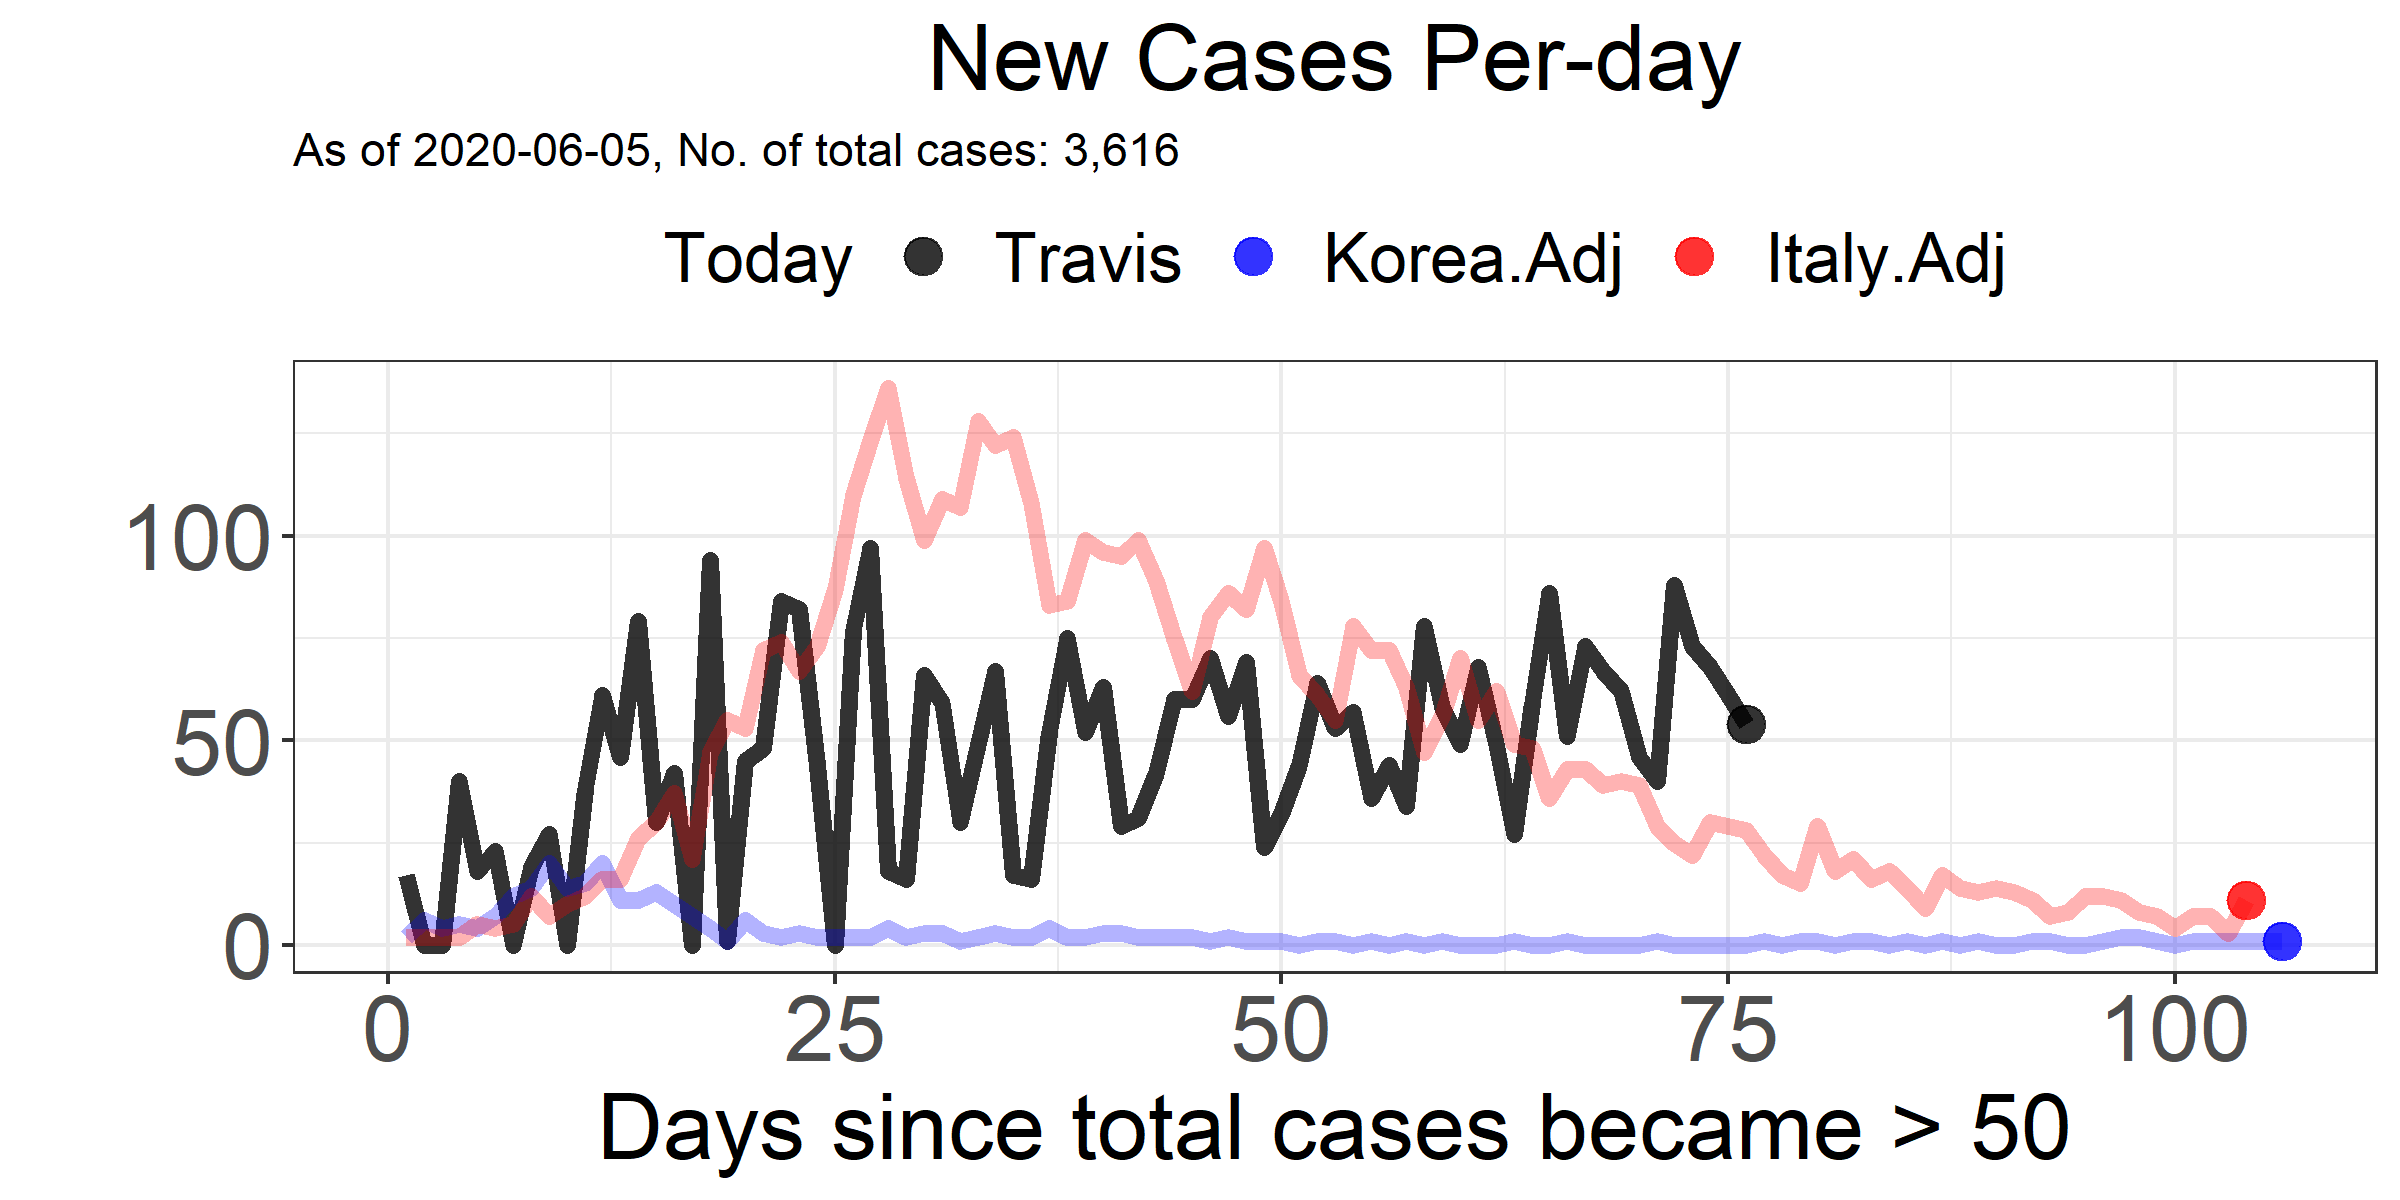 New Cases Per-day
As of 2020-06-05, No. of total cases: 3,616
Today Travis Korea.Adj Italy.Adj
100
50
0
0 25 50 75 100
Days since total cases became > 50